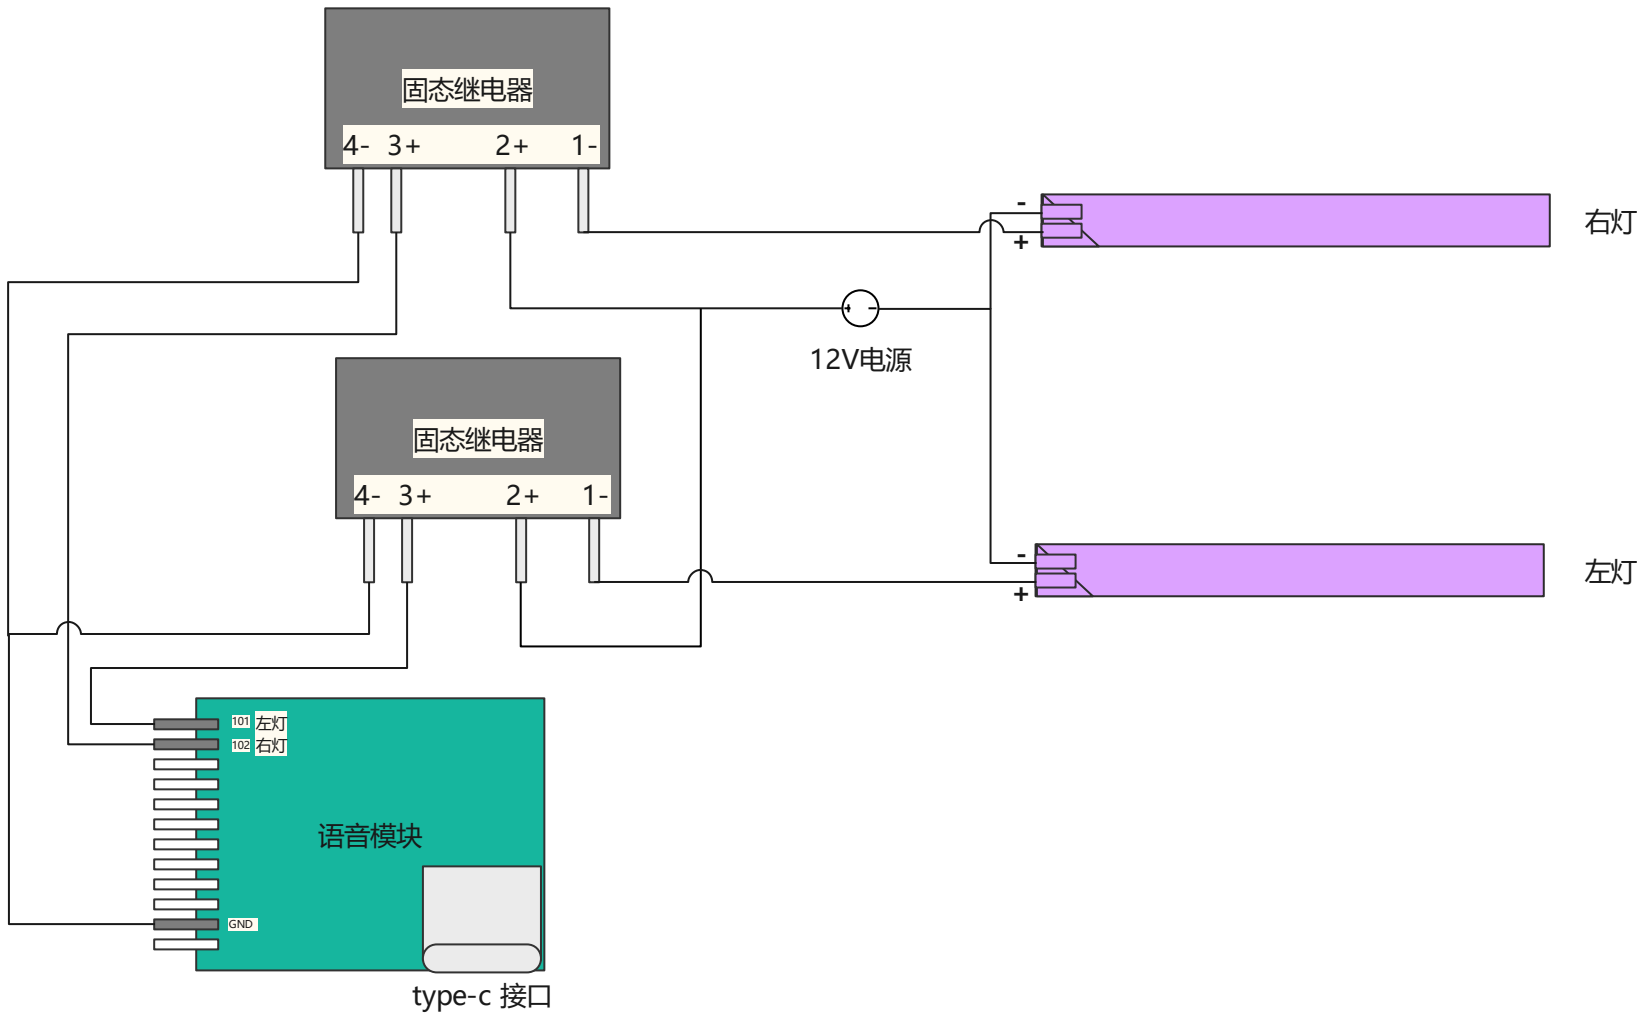 固态继电器
4- 3+ 2+ 1-
-
+
右灯
+ -
12V电源
固态继电器
4- 3+ 2+ 1-
-
+
左灯
101 左灯
102 右灯
语音模块
GND
type-c 接口